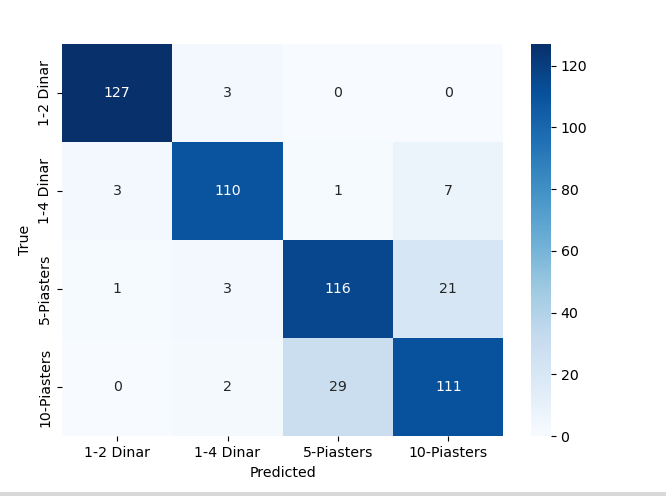 1-2 Dinar 127 3 0 0
1-4 Dinar 3 110 1 7
5-Piasters 1 3 116 21
10-Piasters 0 2 29 111
True
1-2 Dinar 1-4 Dinar 5-Piasters 10-Piasters
Predicted
120
100
80
60
40
20
0